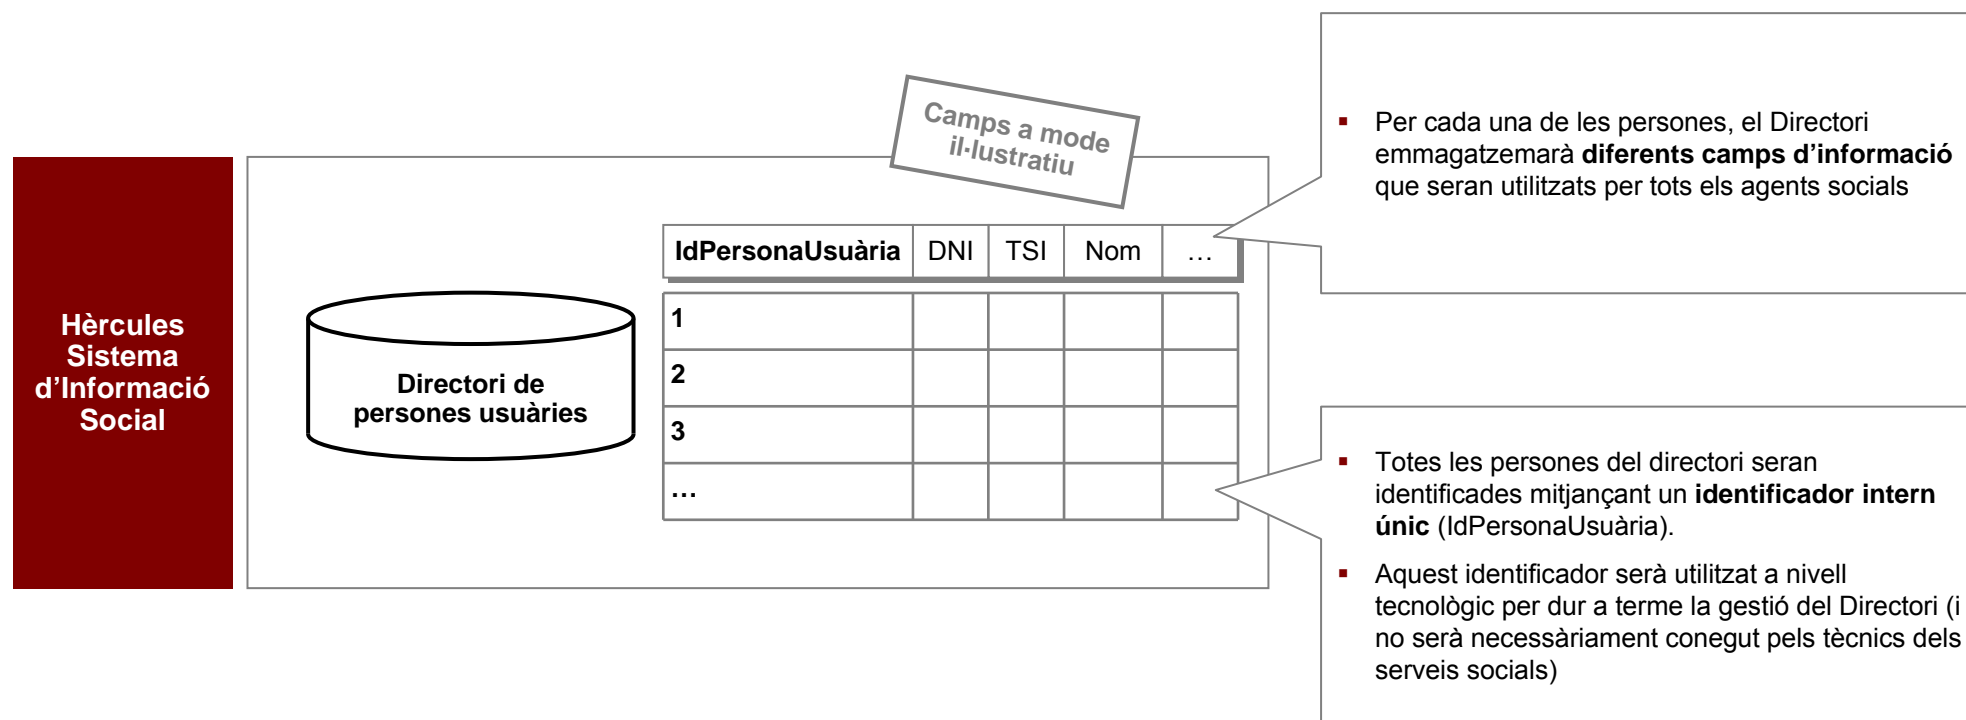 Camps a mode
il·lustratiu
Hèrcules
Sistema
d’Informació
Social
Directori de
persones usuàries
IdPersonaUsuària DNI TSI Nom …
1
2
3
…
▪ Per cada una de les persones, el Directori
emmagatzemarà diferents camps d’informació
que seran utilitzats per tots els agents socials
▪ Totes les persones del directori seran
identificades mitjançant un identificador intern
únic (IdPersonaUsuària).
▪ Aquest identificador serà utilitzat a nivell
tecnològic per dur a terme la gestió del Directori (i
no serà necessàriament conegut pels tècnics dels
serveis socials)